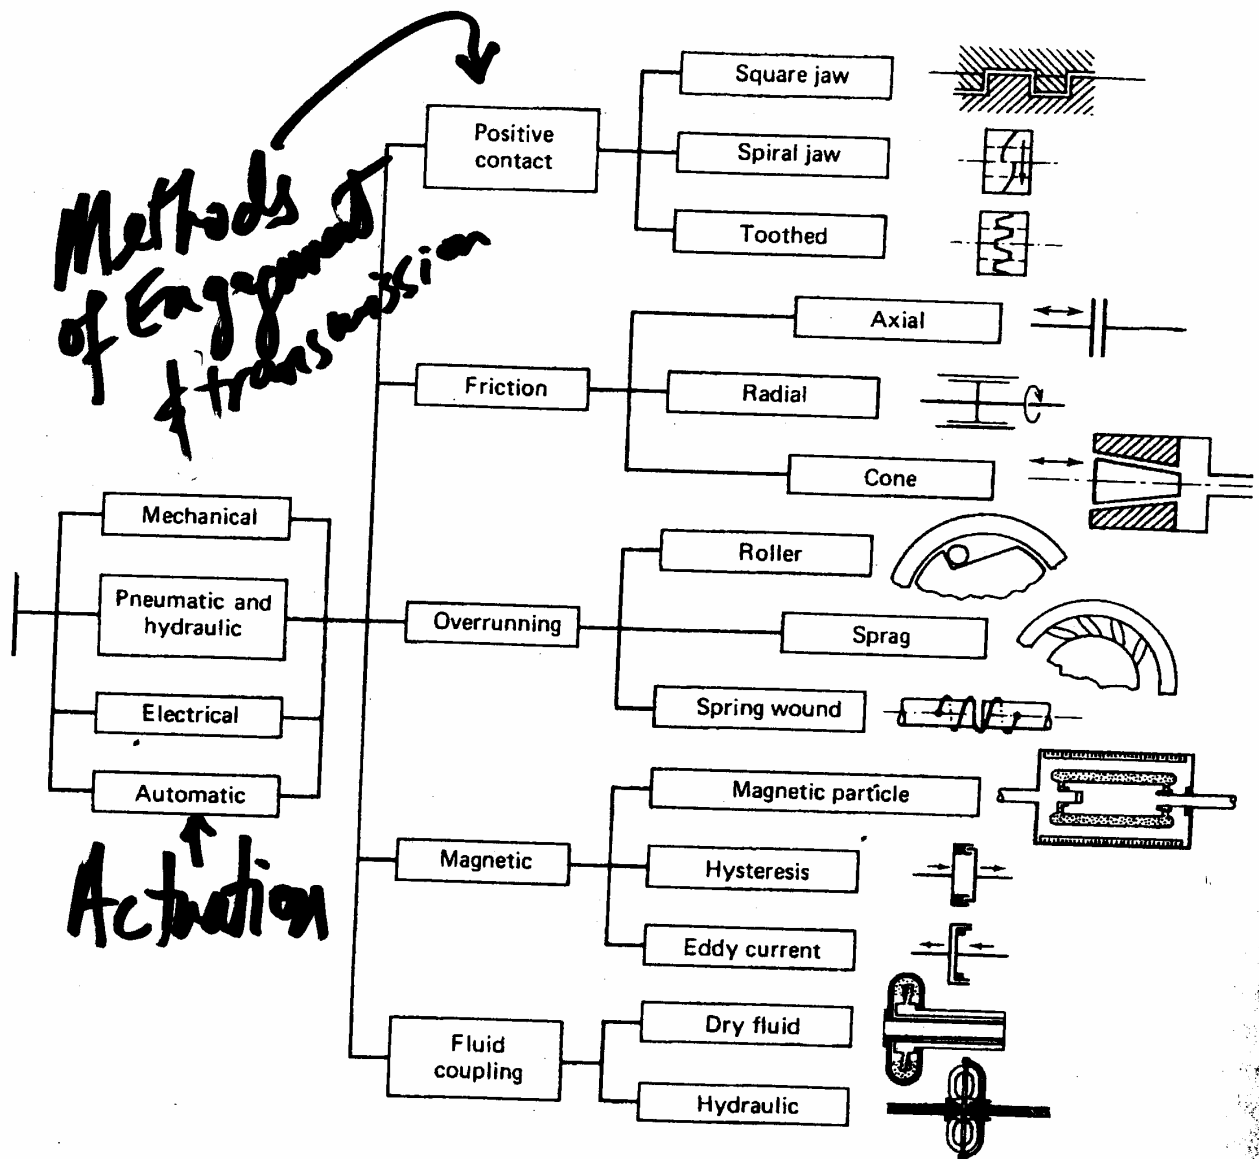 Methods
of Engagement
& transmission
Positive
contact
Square jaw
Spiral jaw
Toothed
Friction
Axial
Radial
Cone
Mechanical
Pneumatic and
hydraulic
Electrical
Automatic
Actuation
Overrunning
Roller
Sprag
Spring wound
Magnetic
Magnetic particle
Hysteresis
Eddy current
Fluid
coupling
Dry fluid
Hydraulic